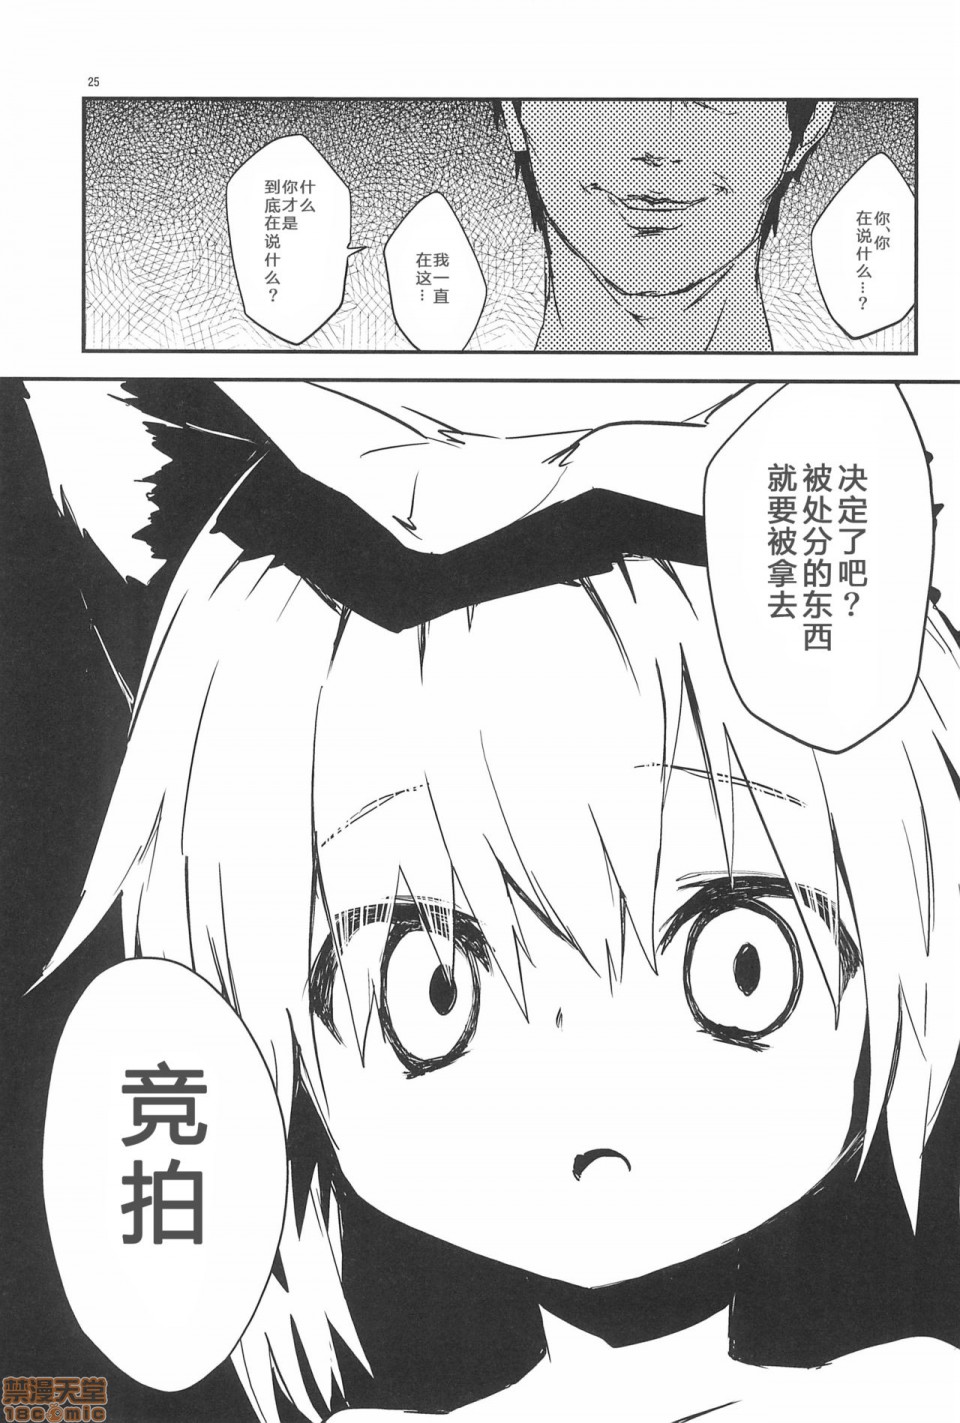 25
你、你
在说什么…?
我一直
在这…
什么
你才是
到底在说什么?
决定了吧?
被处分的东西
就要被拿去
竞拍
禁漫天堂
18comic